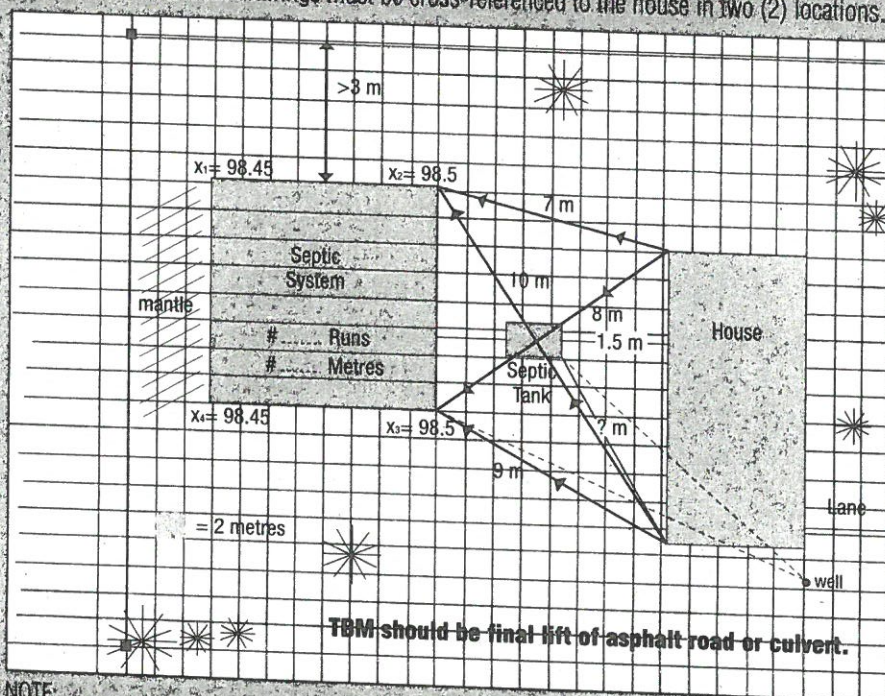 must be cross-referenced to the house in two (2) locations.
>3 m
x₁= 98.45
x₂= 98.5
7 m
Septic
System
10 m
mantle
8 m
1.5 m
House
# ........ Runs
# ........ Metres
Septic
Tank
x₄= 98.45
x₃= 98.5
? m
9 m
Lane
= 2 metres
well
TBM should be final lift of asphalt road or culvert.
NOTE: